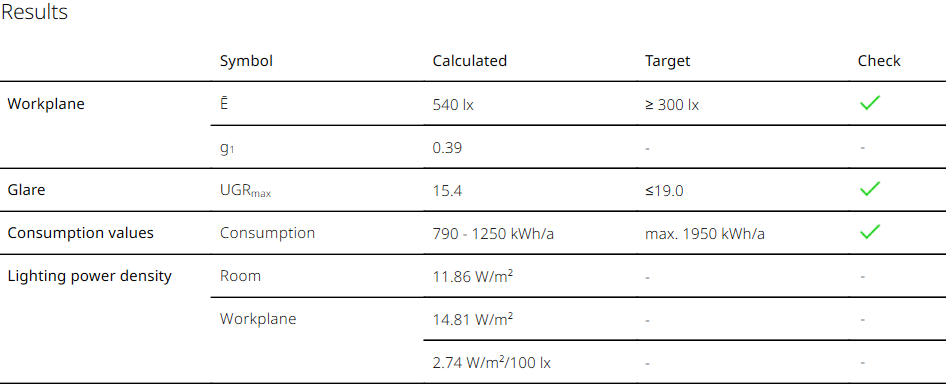 Results
Symbol Calculated Target Check
Workplane Ē 540 lx ≥ 300 lx ✓
g₁ 0.39 - -
Glare UGRmax 15.4 ≤19.0 ✓
Consumption values Consumption 790 - 1250 kWh/a max. 1950 kWh/a ✓
Lighting power density Room 11.86 W/m² - -
Workplane 14.81 W/m² - -
2.74 W/m²/100 lx - -